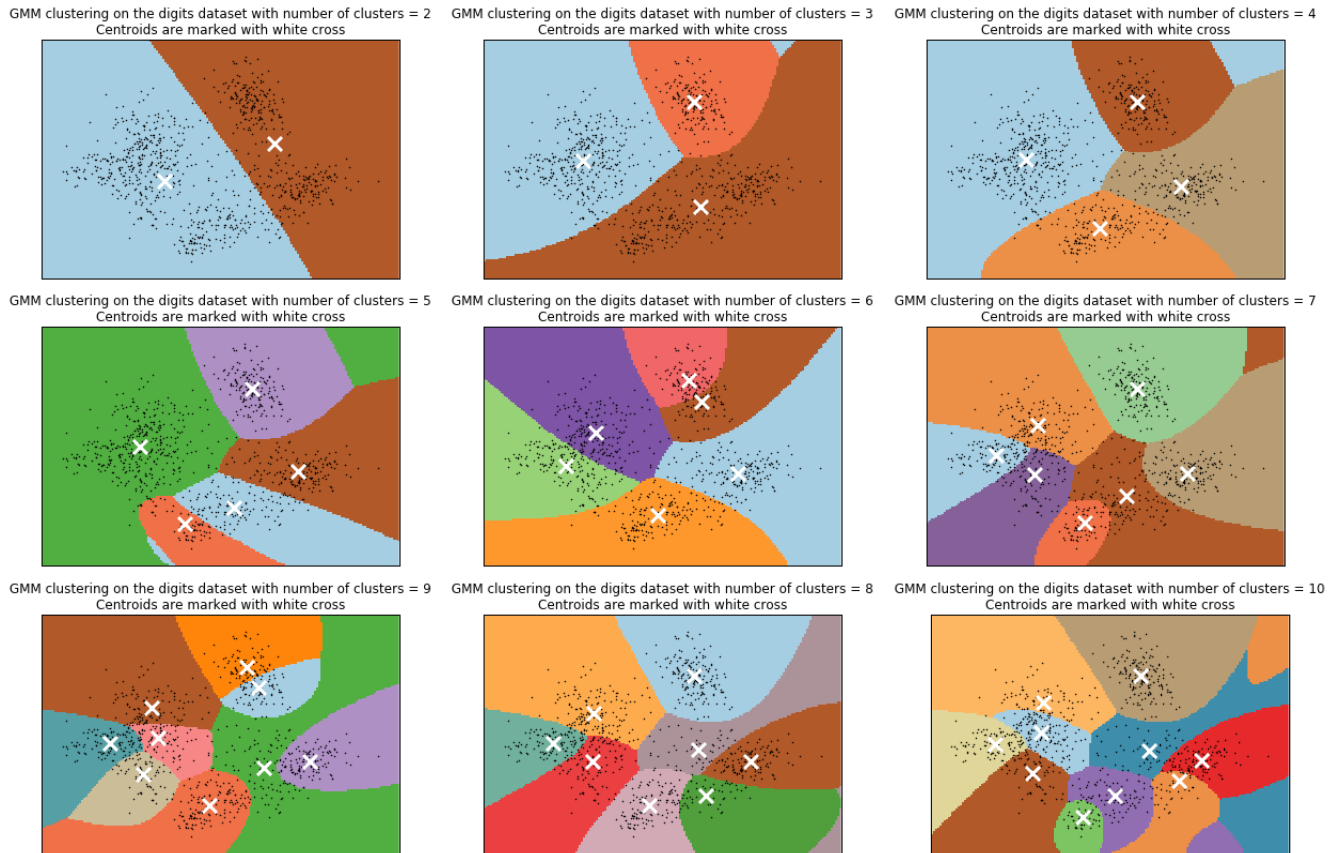 GMM clustering on the digits dataset with number of clusters = 2
Centroids are marked with white cross
GMM clustering on the digits dataset with number of clusters = 3
Centroids are marked with white cross
GMM clustering on the digits dataset with number of clusters = 4
Centroids are marked with white cross
GMM clustering on the digits dataset with number of clusters = 5
Centroids are marked with white cross
GMM clustering on the digits dataset with number of clusters = 6
Centroids are marked with white cross
GMM clustering on the digits dataset with number of clusters = 7
Centroids are marked with white cross
GMM clustering on the digits dataset with number of clusters = 9
Centroids are marked with white cross
GMM clustering on the digits dataset with number of clusters = 8
Centroids are marked with white cross
GMM clustering on the digits dataset with number of clusters = 10
Centroids are marked with white cross